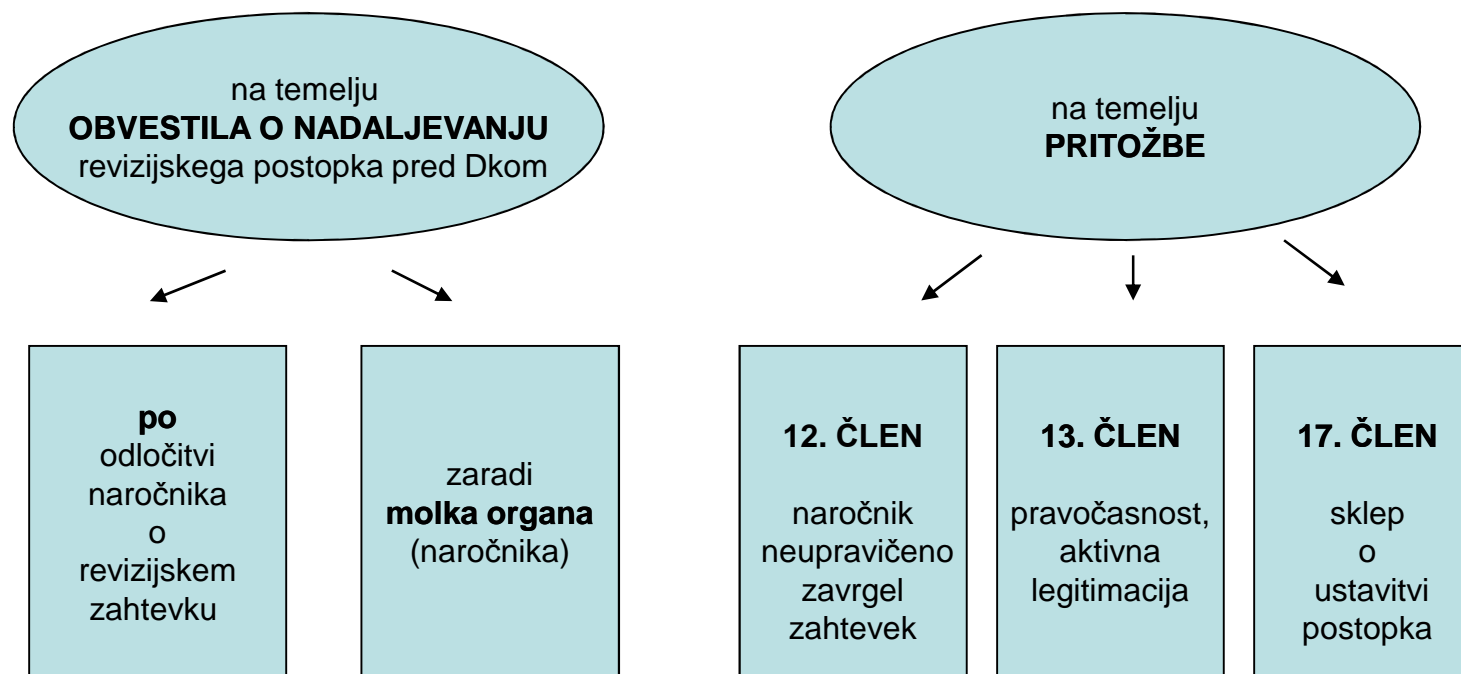 na temelju
OBVESTILA O NADALJEVANJU
revizijskega postopka pred Dkom
na temelju
PRITOŽBE
po
odločitvi
naročnika
o
revizijskem
zahtevku
zaradi
molka organa
(naročnika)
12. ČLEN
naročnik
neupravičeno
zavrgel
zahtevek
13. ČLEN
pravočasnost,
aktivna
legitimacija
17. ČLEN
sklep
o
ustavitvi
postopka